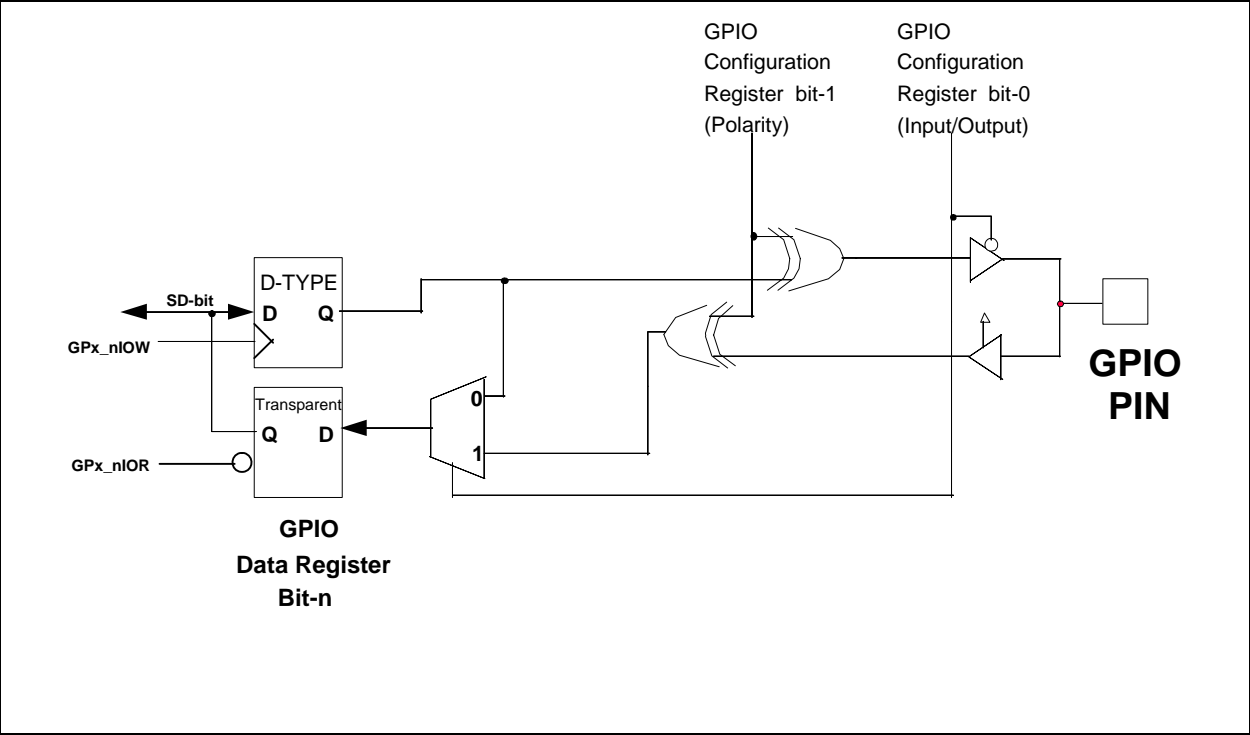 GPIO
Configuration
Register bit-1
(Polarity)
GPIO
Configuration
Register bit-0
(Input/Output)
D-TYPE
SD-bit
D
Q
GPx_nIOW
Transparent
Q
D
GPx_nIOR
0
1
GPIO
PIN
GPIO
Data Register
Bit-n